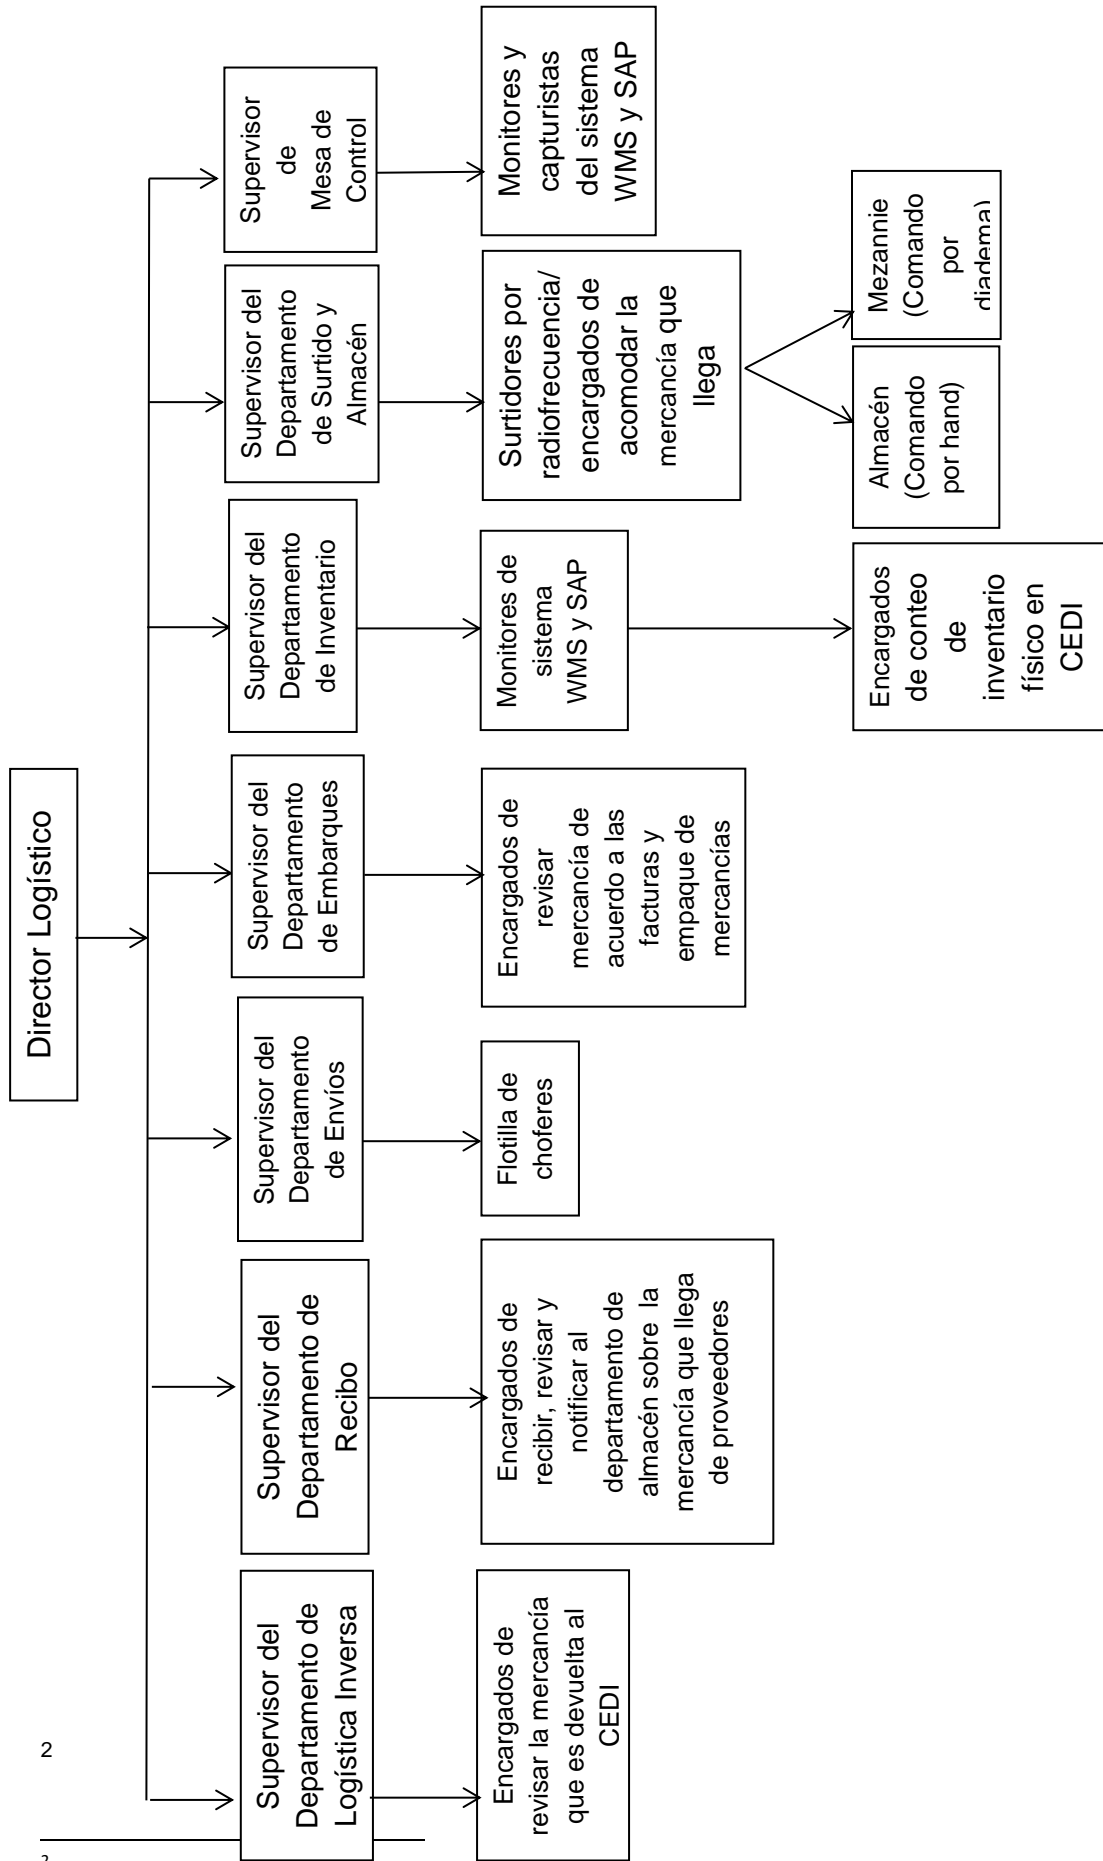 Director Logístico
Supervisor del
Departamento de
Logística Inversa
Supervisor del
Departamento de
Recibo
Supervisor del
Departamento
de Envíos
Supervisor del
Departamento
de Embarques
Supervisor del
Departamento
de Inventario
Supervisor del
Departamento
de Surtido y
Almacén
Supervisor
de
Mesa de
Control
Encargados de
revisar la mercancía
que es devuelta al
CEDI
Encargados de
recibir, revisar y
notificar al
departamento de
almacén sobre la
mercancía que llega
de proveedores
Flotilla de
choferes
Encargados de
revisar
mercancía de
acuerdo a las
facturas y
empaque de
mercancías
Monitores de
sistema
WMS y SAP
Surtidores por
radiofrecuencia/
encargados de
acomodar la
mercancía que
llega
Monitores y
capturistas
del sistema
WMS y SAP
Encargados
de conteo
de
inventario
físico en
CEDI
Almacén
(Comando
por hand)
Mezannie
(Comando
por
diadema)
2
2